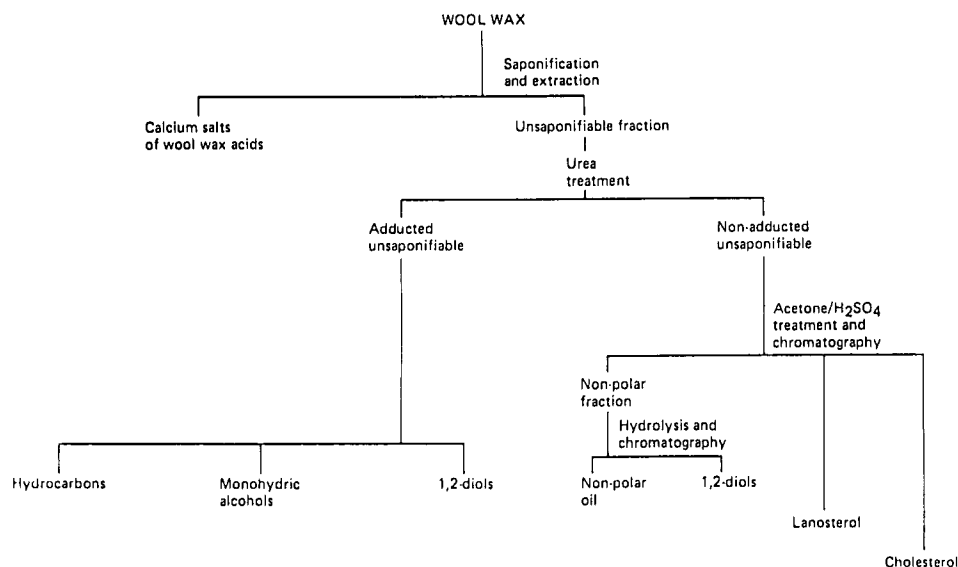 WOOL WAX
Saponification
and extraction
Calcium salts
of wool wax acids
Unsaponifiable fraction
Urea
treatment
Adducted
unsaponifiable
Non-adducted
unsaponifiable
Acetone/H₂SO₄
treatment and
chromatography
Non-polar
fraction
Hydrolysis and
chromatography
Hydrocarbons
Monohydric
alcohols
1,2-diols
Non-polar
oil
1,2-diols
Lanosterol
Cholesterol